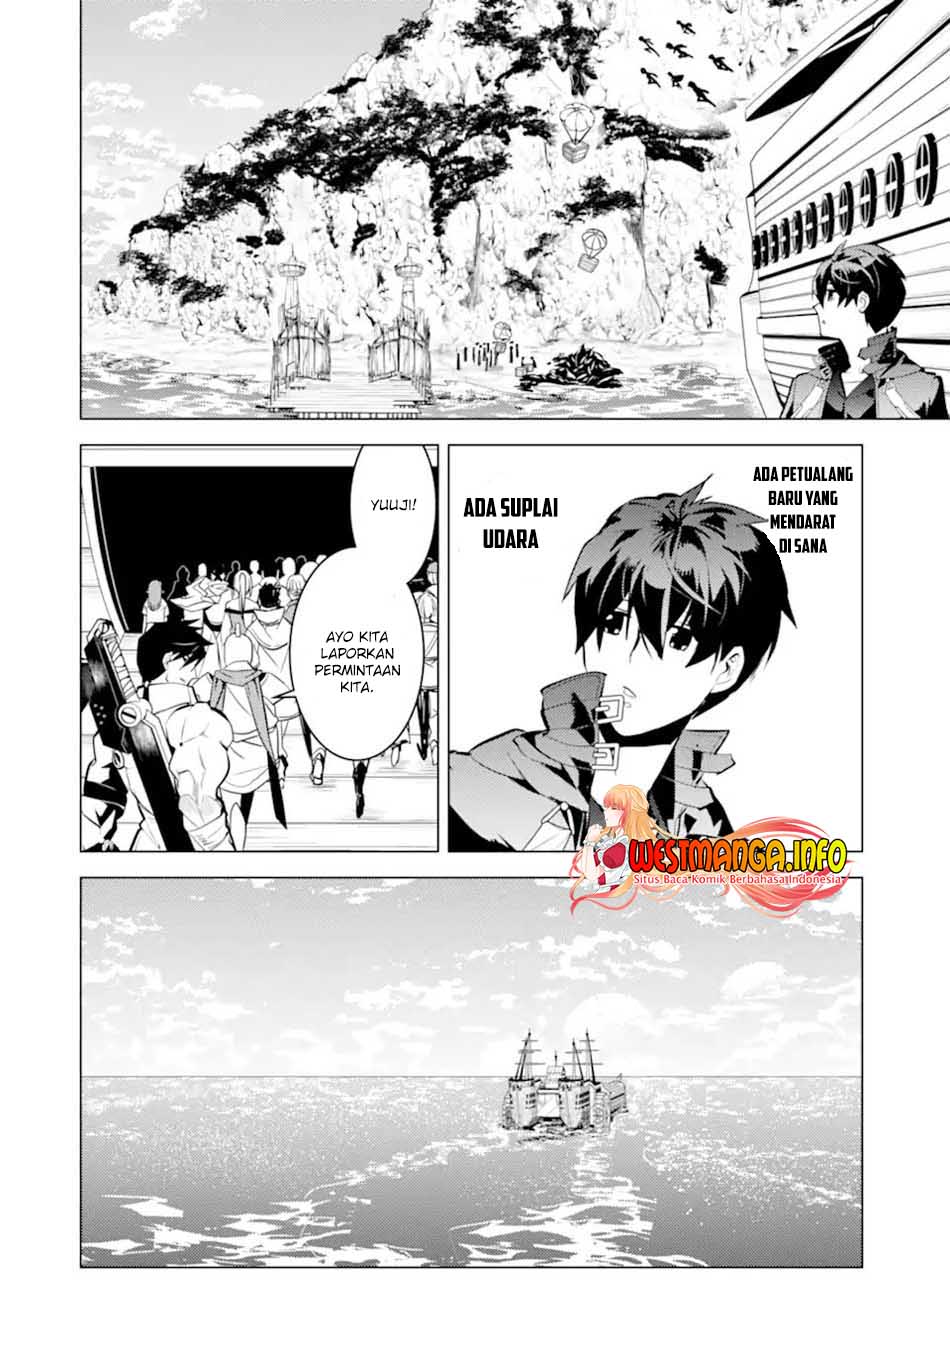 ADA PETUALANG
BARU YANG
MENDARAT
DI SANA
ADA SUPLAI
UDARA
YUUJI!
AYO KITA
LAPORKAN
PERMINTAAN
KITA.
WESTMANGA.INFO
SITUS BACA KOMIK BERBAHASA INDONESIA